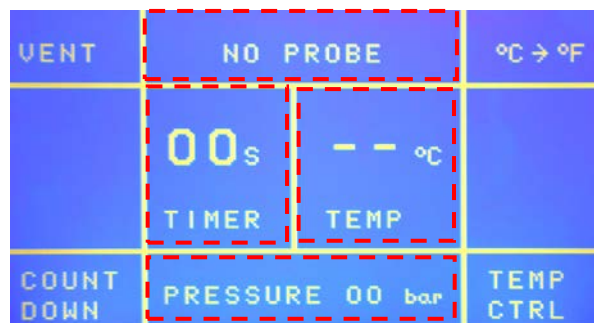 VENT
NO PROBE
°C → °F
00s
-- °C
TIMER
TEMP
COUNT
DOWN
PRESSURE 00 bar
TEMP
CTRL